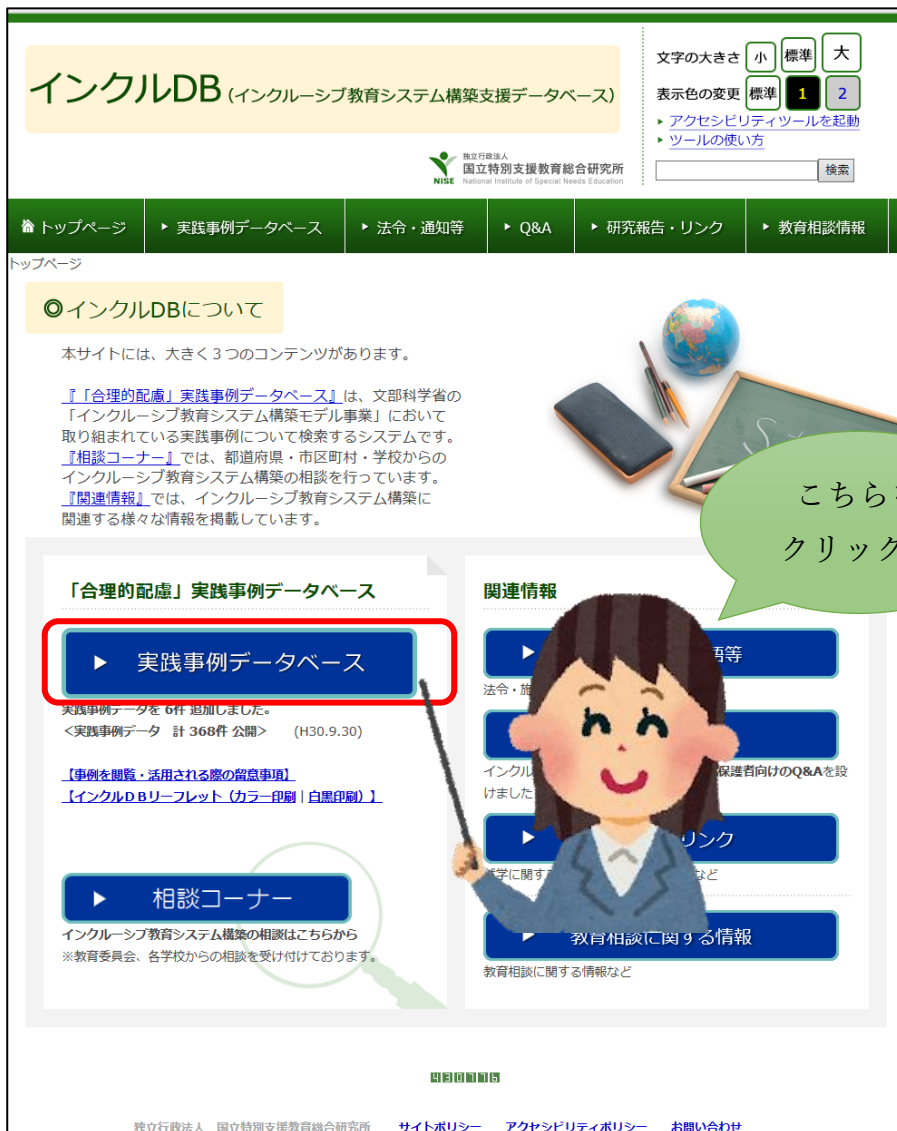 インクルDB (インクルーシブ教育システム構築支援データベース)
独立行政法人
国立特別支援教育総合研究所
NISE National Institute of Special Needs Education
文字の大きさ 小 標準 大
表示色の変更 標準 1 2
アクセシビリティツールを起動
ツールの使い方
検索
トップページ 実践事例データベース 法令・通知等 Q&A 研究報告・リンク 教育相談情報
トップページ
◎インクルDBについて
本サイトには、大きく３つのコンテンツがあります。
『「合理的配慮」実践事例データベース』は、文部科学省の
「インクルーシブ教育システム構築モデル事業」において
取り組まれている実践事例について検索するシステムです。
『相談コーナー』では、都道府県・市区町村・学校からの
インクルーシブ教育システム構築の相談を行っています。
『関連情報』では、インクルーシブ教育システム構築に
関連する様々な情報を掲載しています。
こちら
クリック
「合理的配慮」実践事例データベース
実践事例データベース
実践事例データを 6件 追加しました。
＜実践事例データ 計 368件 公開＞ (H30.9.30)
【事例を閲覧・活用される際の留意事項】
【インクルＤＢリーフレット（カラー印刷 | 白黒印刷）】
相談コーナー
インクルーシブ教育システム構築の相談はこちらから
※教育委員会、各学校からの相談を受け付けております。
関連情報
語等
法令・施
インクル 保護者向けのQ&Aを設
けました
リンク
学に関す など
教育相談に関する情報
教育相談に関する情報など
430776
独立行政法人 国立特別支援教育総合研究所 サイトポリシー アクセシビリティポリシー お問い合わせ